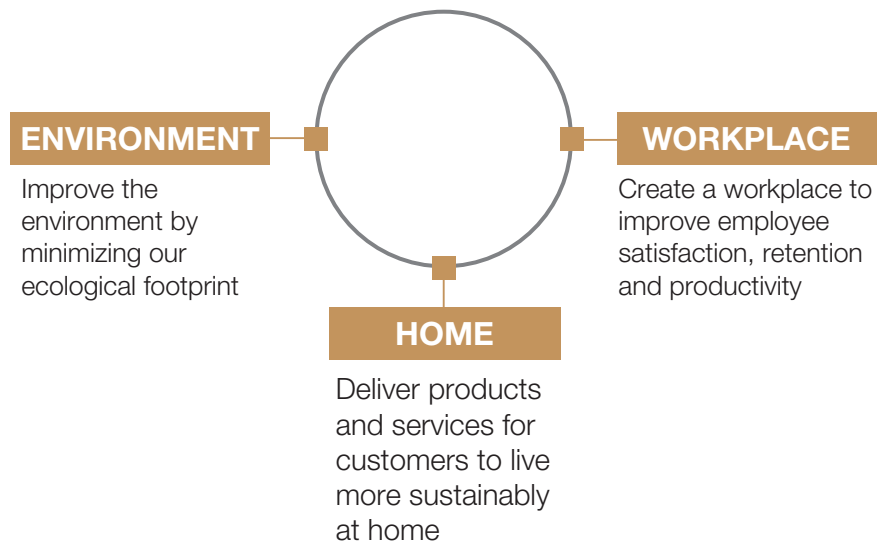 ENVIRONMENT
Improve the
environment by
minimizing our
ecological footprint
HOME
Deliver products
and services for
customers to live
more sustainably
at home
WORKPLACE
Create a workplace to
improve employee
satisfaction, retention
and productivity